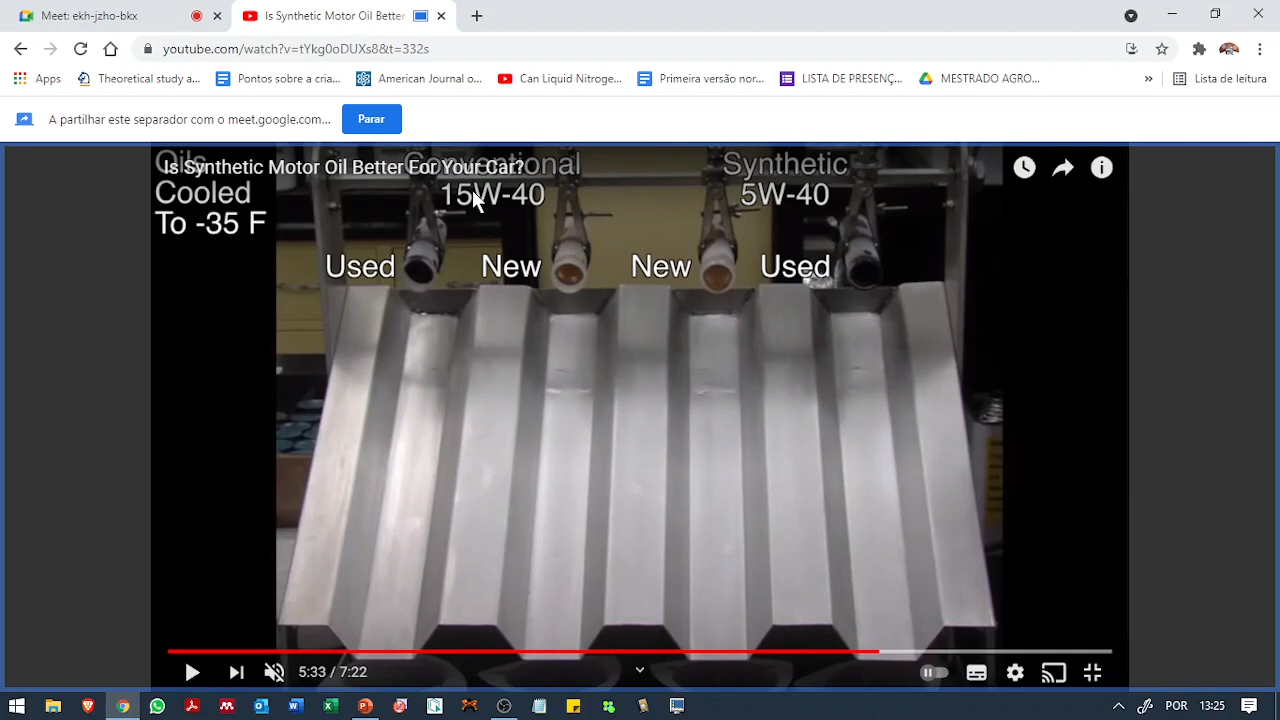 Meet: ekh-jzho-bkx
Is Synthetic Motor Oil Better
youtube.com/watch?v=tYkg0oDUXs8&t=332s
Apps
Theoretical study a...
Pontos sobre a cria...
American Journal o...
Can Liquid Nitroge...
Primeira versão nor...
LISTA DE PRESENÇ...
MESTRADO AGRO...
Lista de leitura
A partilhar este separador com o meet.google.com...
Parar
Is Synthetic Motor Oil Better For Your Car?
Oils
Cooled
To -35 F
Conventional
15W-40
Synthetic
5W-40
Used
New
New
Used
5:33 / 7:22
POR
13:25